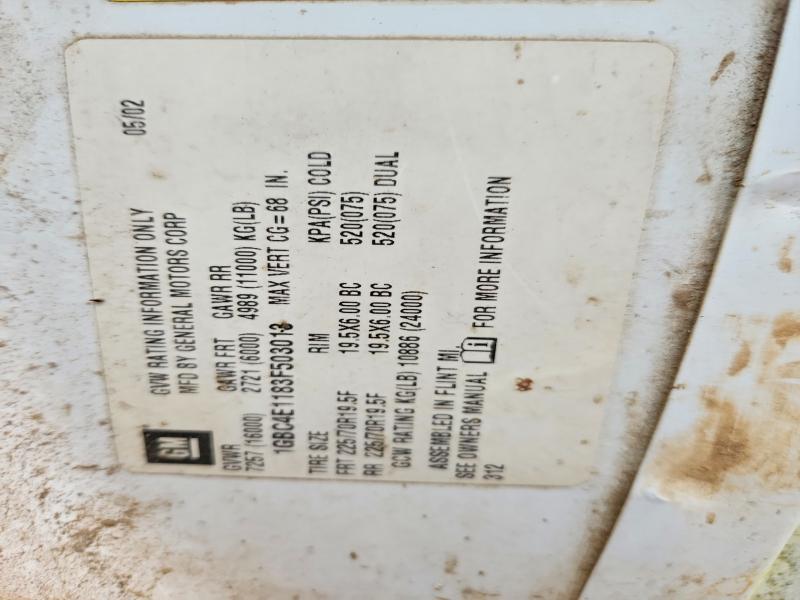 05/02
GVW RATING INFORMATION ONLY
MFD BY GENERAL MOTORS CORP
GM
GVWR GAWR FRT GAWR RR
7257 (16000) 2721 (6000) 4989 (11000) KG(LB)
1GBC4E1183F503013 MAX VERT CG = 68 IN.
TIRE SIZE RIM KPA(PSI) COLD
FRT 225/70R19.5F 19.5X6.00 BC 520(075)
RR 225/70R19.5F 19.5X6.00 BC 520(075) DUAL
GCW RATING KG(LB) 10886 (24000)
ASSEMBLED IN FLINT MI.
SEE OWNERS MANUAL FOR MORE INFORMATION
312